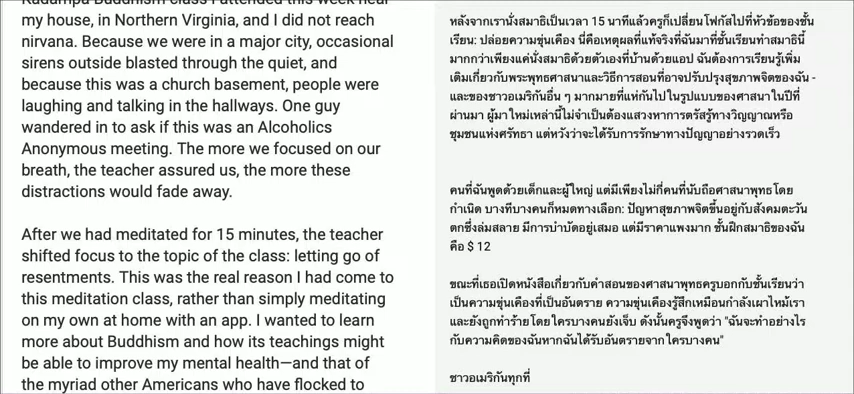 Kadampa Buddhism class I attended this week near
my house, in Northern Virginia, and I did not reach
nirvana. Because we were in a major city, occasional
sirens outside blasted through the quiet, and
because this was a church basement, people were
laughing and talking in the hallways. One guy
wandered in to ask if this was an Alcoholics
Anonymous meeting. The more we focused on our
breath, the teacher assured us, the more these
distractions would fade away.
After we had meditated for 15 minutes, the teacher
shifted focus to the topic of the class: letting go of
resentments. This was the real reason I had come to
this meditation class, rather than simply meditating
on my own at home with an app. I wanted to learn
more about Buddhism and how its teachings might
be able to improve my mental health—and that of
the myriad other Americans who have flocked to
หลังจากเรานั่งสมาธิเป็นเวลา 15 นาทีแล้วครูก็เปลี่ยนโฟกัสไปที่หัวข้อของชั้น
เรียน: ปล่อยความขุ่นเคือง นี่คือเหตุผลที่แท้จริงที่ฉันมาที่ชั้นเรียนทำสมาธินี้
มากกว่าเพียงแค่นั่งสมาธิด้วยตัวเองที่บ้านด้วยแอป ฉันต้องการเรียนรู้เพิ่ม
เติมเกี่ยวกับพระพุทธศาสนาและวิธีการสอนที่อาจปรับปรุงสุขภาพจิตของฉัน -
และของชาวอเมริกันอื่น ๆ มากมายที่แห่กันไปในรูปแบบของศาสนาในปีที่
ผ่านมา ผู้มาใหม่เหล่านี้ไม่จำเป็นต้องแสวงหาการตรัสรู้ทางวิญญาณหรือ
ชุมชนแห่งศรัทธา แต่หวังว่าจะได้รับการรักษาทางปัญญาอย่างรวดเร็ว
คนที่ฉันพูดด้วยเด็กและผู้ใหญ่ แต่มีเพียงไม่กี่คนที่นับถือศาสนาพุทธโดย
กำเนิด บางทีบางคนก็หมดทางเลือก: ปัญหาสุขภาพจิตขึ้นอยู่กับสังคมตะวัน
ตกซึ่งล่มสลาย มีการบำบัดอยู่เสมอ แต่มีราคาแพงมาก ชั้นฝึกสมาธิของฉัน
คือ $ 12
ขณะที่เธอเปิดหนังสือเกี่ยวกับคำสอนของศาสนาพุทธครูบอกกับชั้นเรียนว่า
เป็นความขุ่นเคืองที่เป็นอันตราย ความขุ่นเคืองรู้สึกเหมือนกำลังเผาไหม้เรา
และยังถูกทำร้ายโดยใครบางคนยังเจ็บ ดังนั้นครูจึงพูดว่า "ฉันจะทำอย่างไร
กับความคิดของฉันหากฉันได้รับอันตรายจากใครบางคน"
ชาวอเมริกันทุกที่